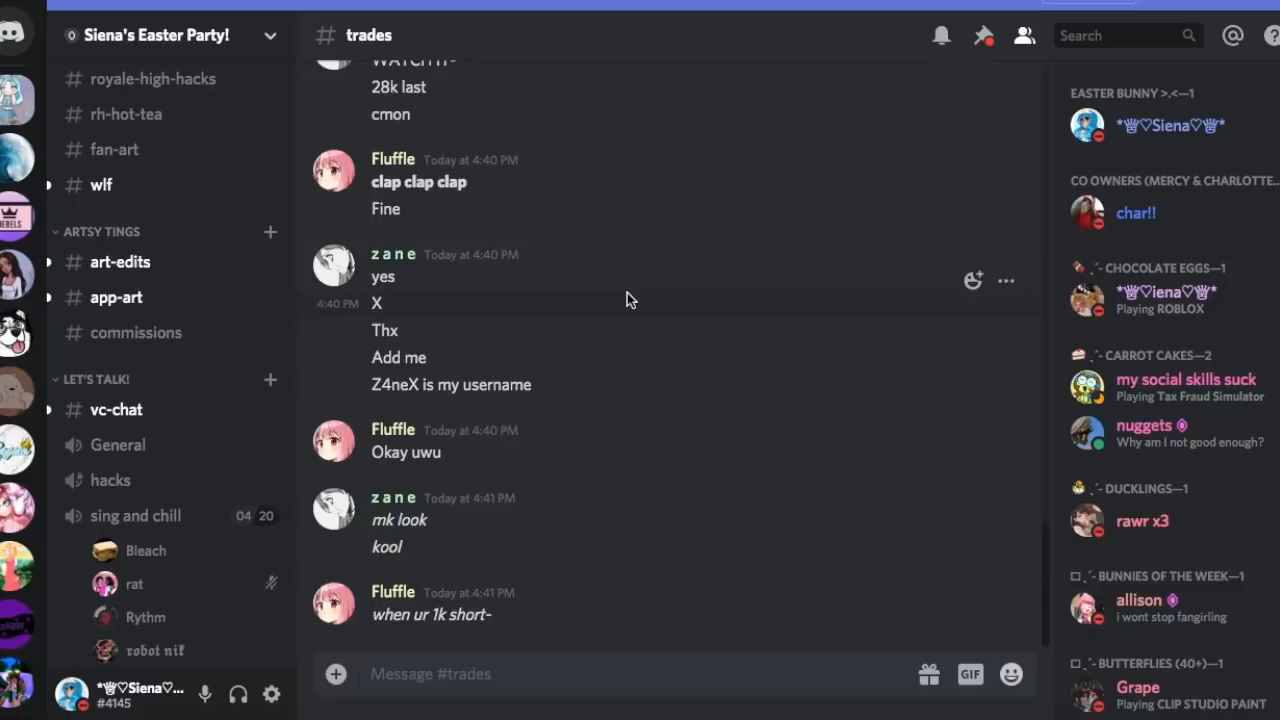 Siena's Easter Party!
royale-high-hacks
rh-hot-tea
fan-art
wlf
ARTSY TINGS
art-edits
app-art
commissions
LET'S TALK!
vc-chat
General
hacks
sing and chill 04 20
Bleach
rat
Rythm
robot nif
*♕♡Siena♡...
#4145
# trades
Search
28k last
cmon
Fluffle Today at 4:40 PM
clap clap clap
Fine
z a n e Today at 4:40 PM
yes
4:40 PM X
Thx
Add me
Z4neX is my username
Fluffle Today at 4:40 PM
Okay uwu
z a n e Today at 4:41 PM
mk look
kool
Fluffle Today at 4:41 PM
when ur 1k short-
Message #trades
GIF
EASTER BUNNY >.<—1
*♕♡Siena♡♕*
CO OWNERS (MERCY & CHARLOTTE...
char!!
CHOCOLATE EGGS—1
*♕♡iena♡♕*
Playing ROBLOX
CARROT CAKES—2
my social skills suck
Playing Tax Fraud Simulator
nuggets
Why am I not good enough?
DUCKLINGS—1
rawr x3
BUNNIES OF THE WEEK—1
allison
i wont stop fangirling
BUTTERFLIES (40+)—1
Grape
Playing CLIP STUDIO PAINT